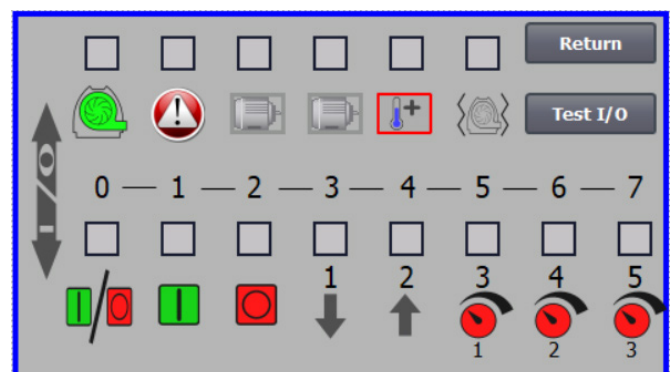 Return
Test I/O
I/O
0 — 1 — 2 — 3 — 4 — 5 — 6 — 7
1 2 3 4 5
1 2 3